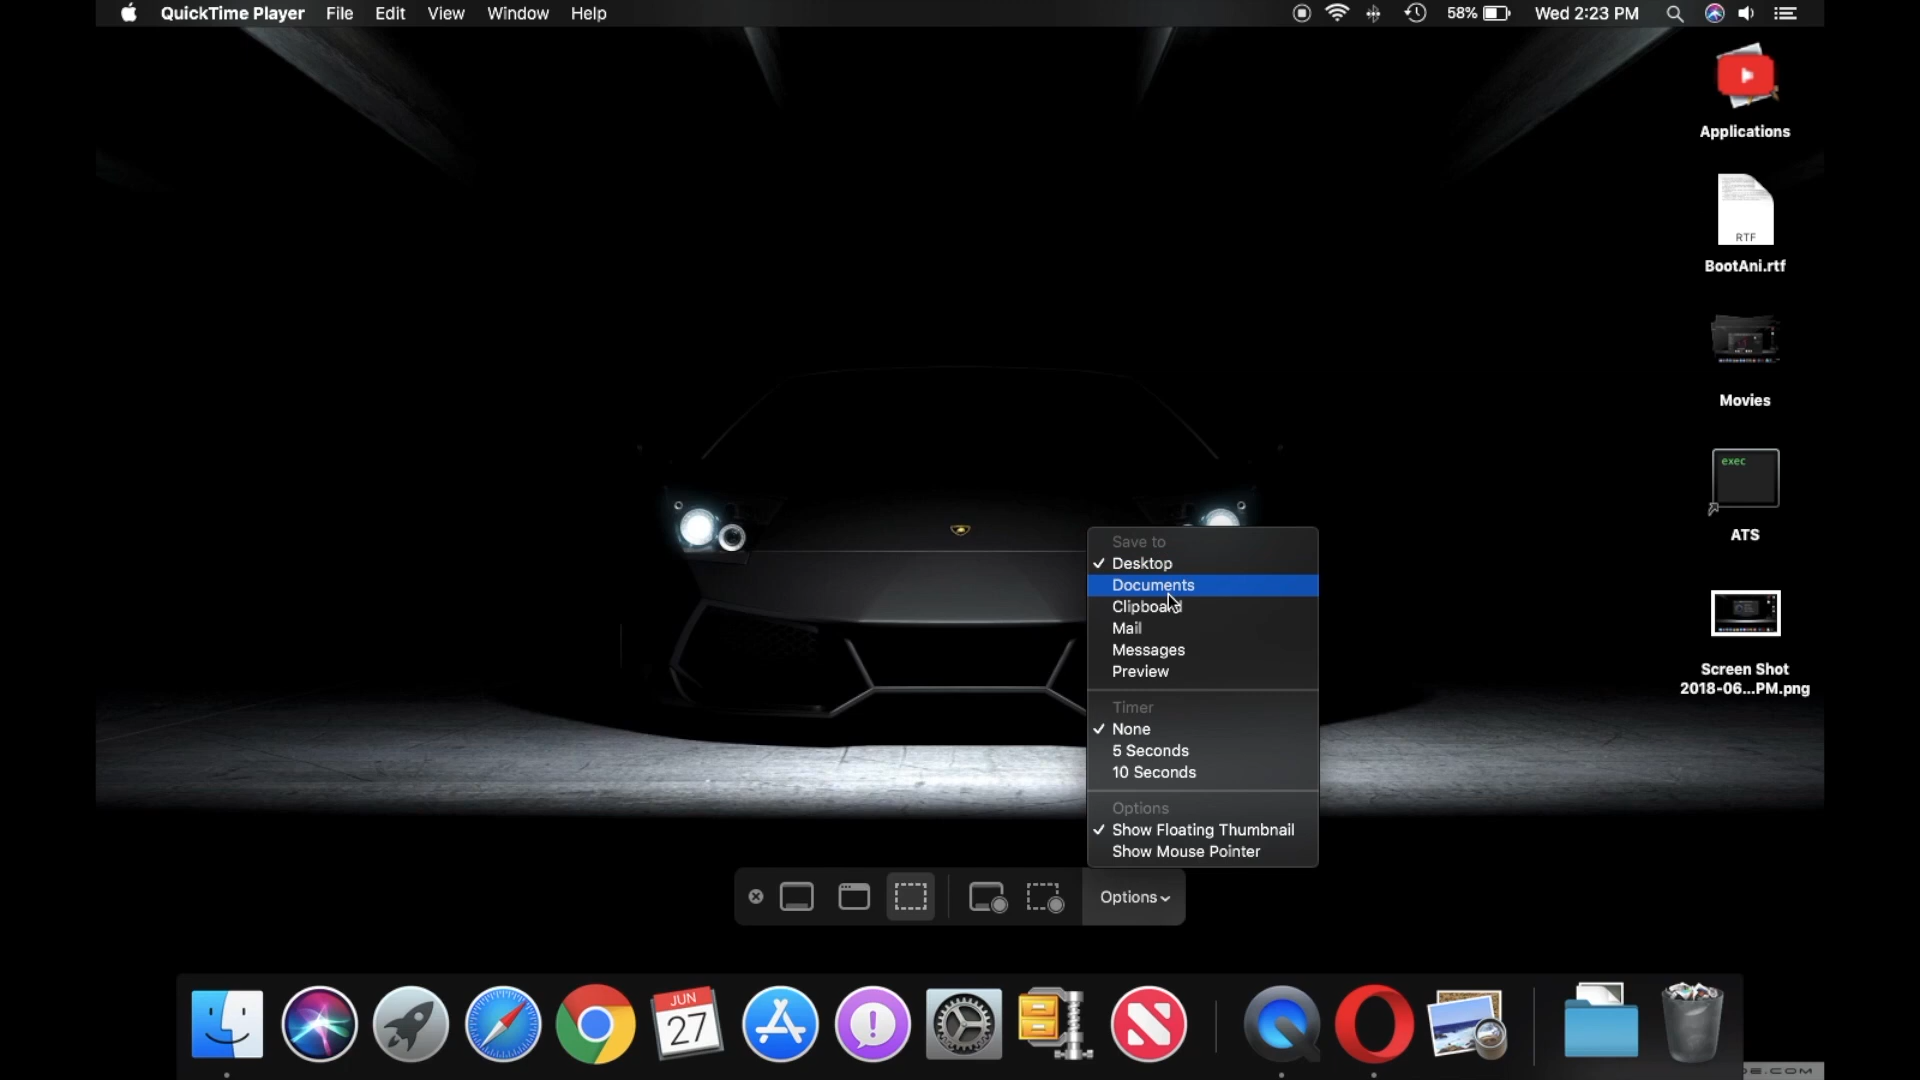 QuickTime Player File Edit View Window Help 58% Wed 2:23 PM
Applications
RTF
BootAni.rtf
Movies
exec
ATS
Screen Shot
2018-06...PM.png
Save to
Desktop
Documents
Clipboard
Mail
Messages
Preview
Timer
None
5 Seconds
10 Seconds
Options
Show Floating Thumbnail
Show Mouse Pointer
Options
JUN
27
DE.COM